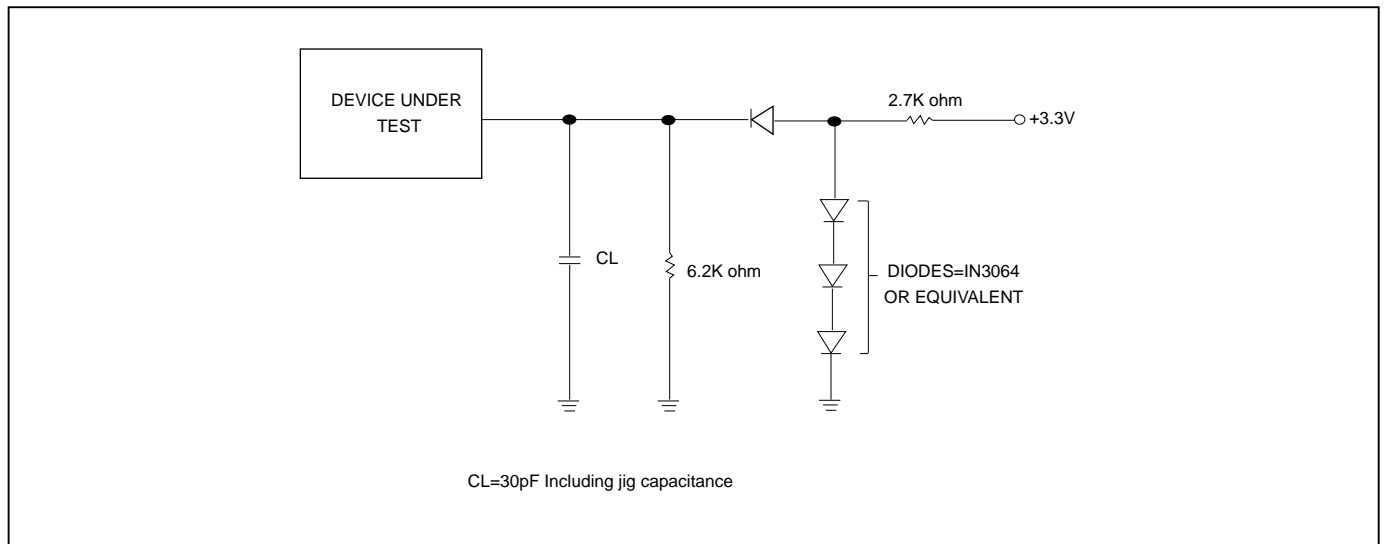 DEVICE UNDER
TEST
2.7K ohm
+3.3V
CL
6.2K ohm
DIODES=IN3064
OR EQUIVALENT
CL=30pF Including jig capacitance